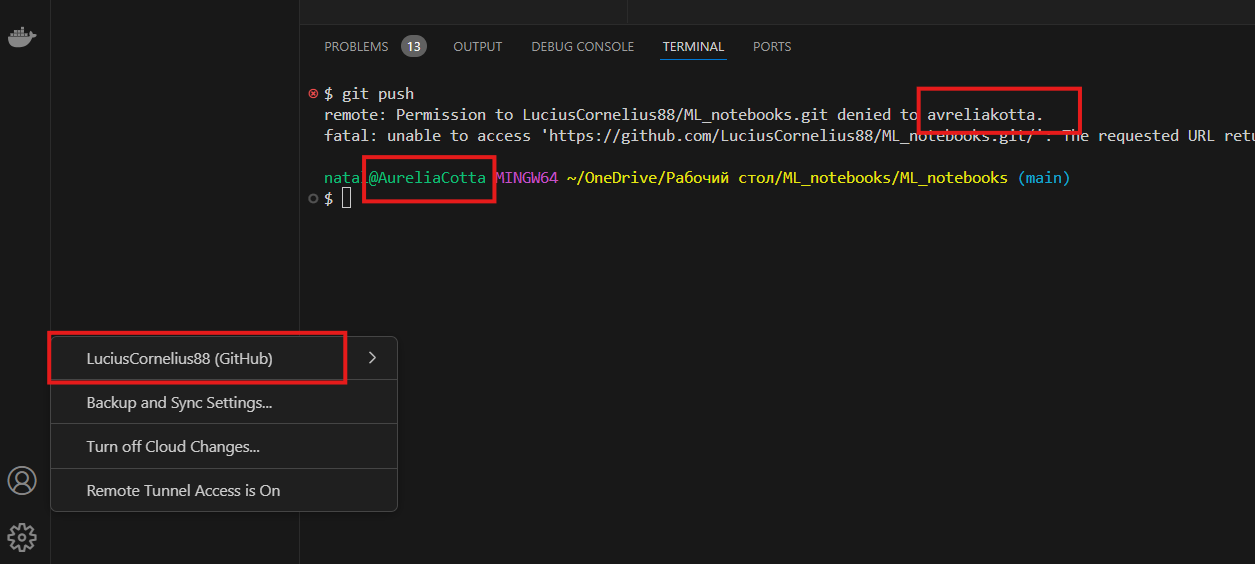 PROBLEMS 13 OUTPUT DEBUG CONSOLE TERMINAL PORTS
$ git push
remote: Permission to LuciusCornelius88/ML_notebooks.git denied to avreliakotta.
fatal: unable to access 'https://github.com/LuciusCornelius88/ML_notebooks.git/': The requested URL retu
natal@AureliaCotta MINGW64 ~/OneDrive/Рабочий стол/ML_notebooks/ML_notebooks (main)
$
LuciusCornelius88 (GitHub)
Backup and Sync Settings...
Turn off Cloud Changes...
Remote Tunnel Access is On